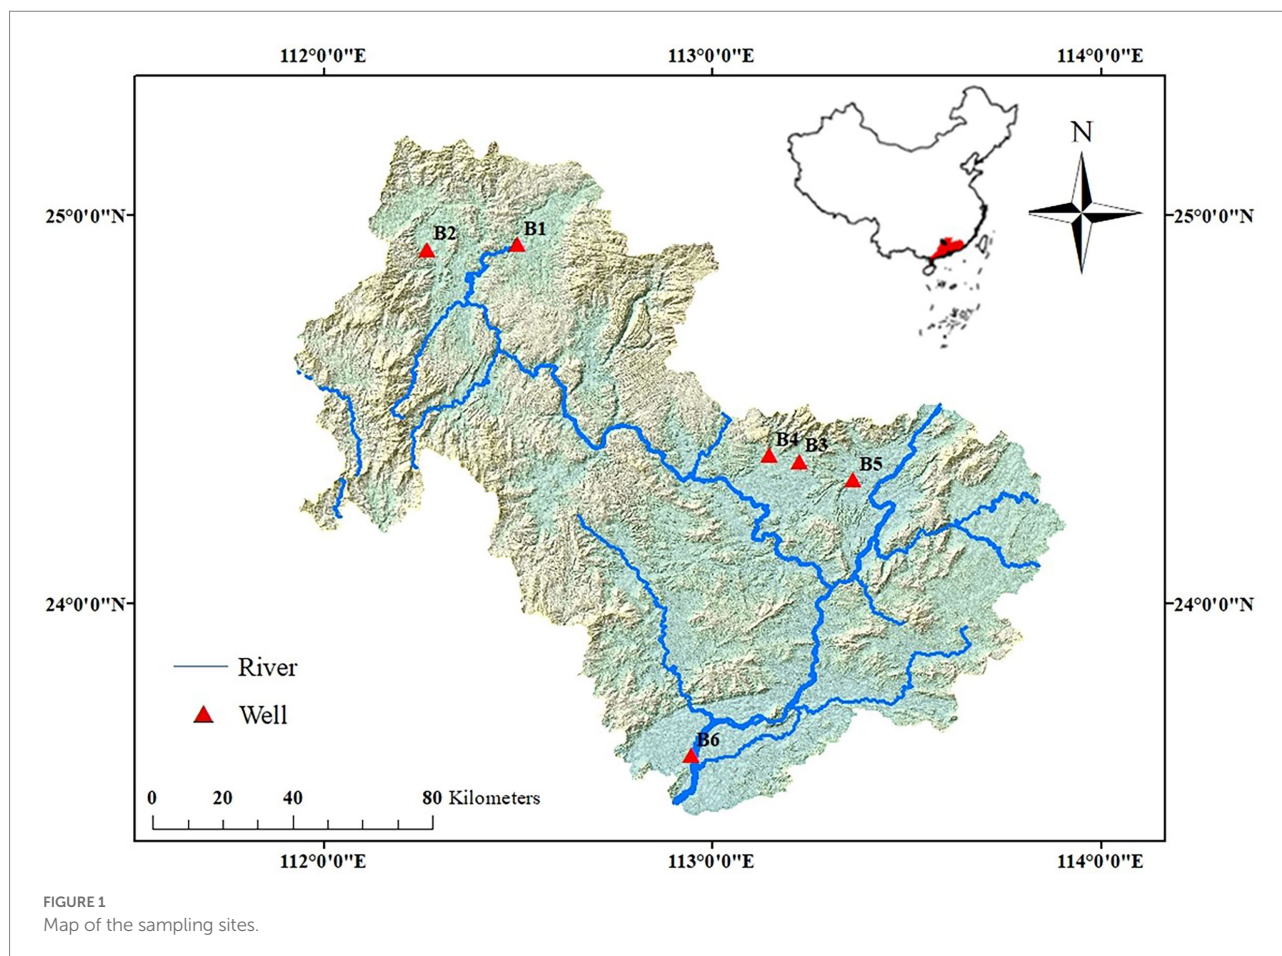 112°0'0"E 113°0'0"E 114°0'0"E
N
25°0'0"N 25°0'0"N
B2 B1
B4 B3
B5
24°0'0"N 24°0'0"N
River
Well
B6
0 20 40 80 Kilometers
112°0'0"E 113°0'0"E 114°0'0"E
FIGURE 1
Map of the sampling sites.